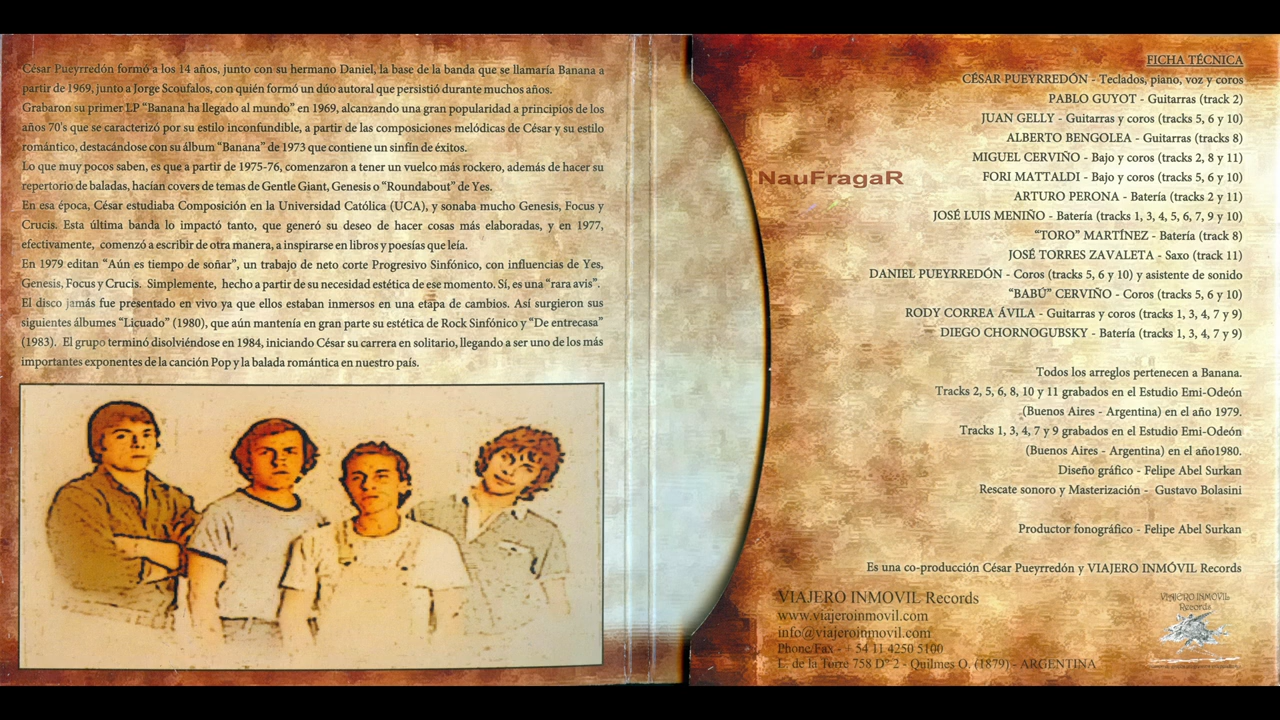 César Pueyrredón formó a los 14 años, junto con su hermano Daniel, la base de la banda que se llamaría Banana a
partir de 1969, junto a Jorge Scoufalos, con quién formó un dúo autoral que persistió durante muchos años.
Grabaron su primer LP “Banana ha llegado al mundo” en 1969, alcanzando una gran popularidad a principios de los
años 70’s que se caracterizó por su estilo inconfundible, a partir de las composiciones melódicas de César y su estilo
romántico, destacándose con su álbum “Banana” de 1973 que contiene un sinfín de éxitos.
Lo que muy pocos saben, es que a partir de 1975-76, comenzaron a tener un vuelco más rockero, además de hacer su
repertorio de baladas, hacían covers de temas de Gentle Giant, Genesis o “Roundabout” de Yes.
En esa época, César estudiaba Composición en la Universidad Católica (UCA), y sonaba mucho Genesis, Focus y
Crucis. Esta última banda lo impactó tanto, que generó su deseo de hacer cosas más elaboradas, y en 1977,
efectivamente, comenzó a escribir de otra manera, a inspirarse en libros y poesías que leía.
En 1979 editan “Aún es tiempo de soñar”, un trabajo de neto corte Progresivo Sinfónico, con influencias de Yes,
Genesis, Focus y Crucis. Simplemente, hecho a partir de su necesidad estética de ese momento. Sí, es una “rara avis”.
El disco jamás fue presentado en vivo ya que ellos estaban inmersos en una etapa de cambios. Así surgieron sus
siguientes álbumes “Licuado” (1980), que aún mantenía en gran parte su estética de Rock Sinfónico y “De entrecasa”
(1983). El grupo terminó disolviéndose en 1984, iniciando César su carrera en solitario, llegando a ser uno de los más
importantes exponentes de la canción Pop y la balada romántica en nuestro país.
NauFragaR
FICHA TÉCNICA
CÉSAR PUEYRREDÓN - Teclados, piano, voz y coros
PABLO GUYOT - Guitarras (track 2)
JUAN GELLY - Guitarras y coros (tracks 5, 6 y 10)
ALBERTO BENGOLEA - Guitarras (tracks 8)
MIGUEL CERVIÑO - Bajo y coros (tracks 2, 8 y 11)
FORI MATTALDI - Bajo y coros (tracks 5, 6 y 10)
ARTURO PERONA - Batería (tracks 2 y 11)
JOSÉ LUIS MENIÑO - Batería (tracks 1, 3, 4, 5, 6, 7, 9 y 10)
“TORO” MARTÍNEZ - Batería (track 8)
JOSÉ TORRES ZAVALETA - Saxo (track 11)
DANIEL PUEYRREDÓN - Coros (tracks 5, 6 y 10) y asistente de sonido
“BABÚ” CERVIÑO - Coros (tracks 5, 6 y 10)
RODY CORREA ÁVILA - Guitarras y coros (tracks 1, 3, 4, 7 y 9)
DIEGO CHORNOGUBSKY - Batería (tracks 1, 3, 4, 7 y 9)
Todos los arreglos pertenecen a Banana.
Tracks 2, 5, 6, 8, 10 y 11 grabados en el Estudio Emi-Odeón
(Buenos Aires - Argentina) en el año 1979.
Tracks 1, 3, 4, 7 y 9 grabados en el Estudio Emi-Odeón
(Buenos Aires - Argentina) en el año1980.
Diseño gráfico - Felipe Abel Surkan
Rescate sonoro y Masterización - Gustavo Bolasini
Productor fonográfico - Felipe Abel Surkan
Es una co-producción César Pueyrredón y VIAJERO INMÓVIL Records
VIAJERO INMOVIL Records
www.viajeroinmovil.com
info@viajeroinmovil.com
Phone/Fax - + 54 11 4250 5100
E. de la Torre 758 Dº 2 - Quilmes O. (1879) - ARGENTINA
VIAJERO INMOVIL
Records